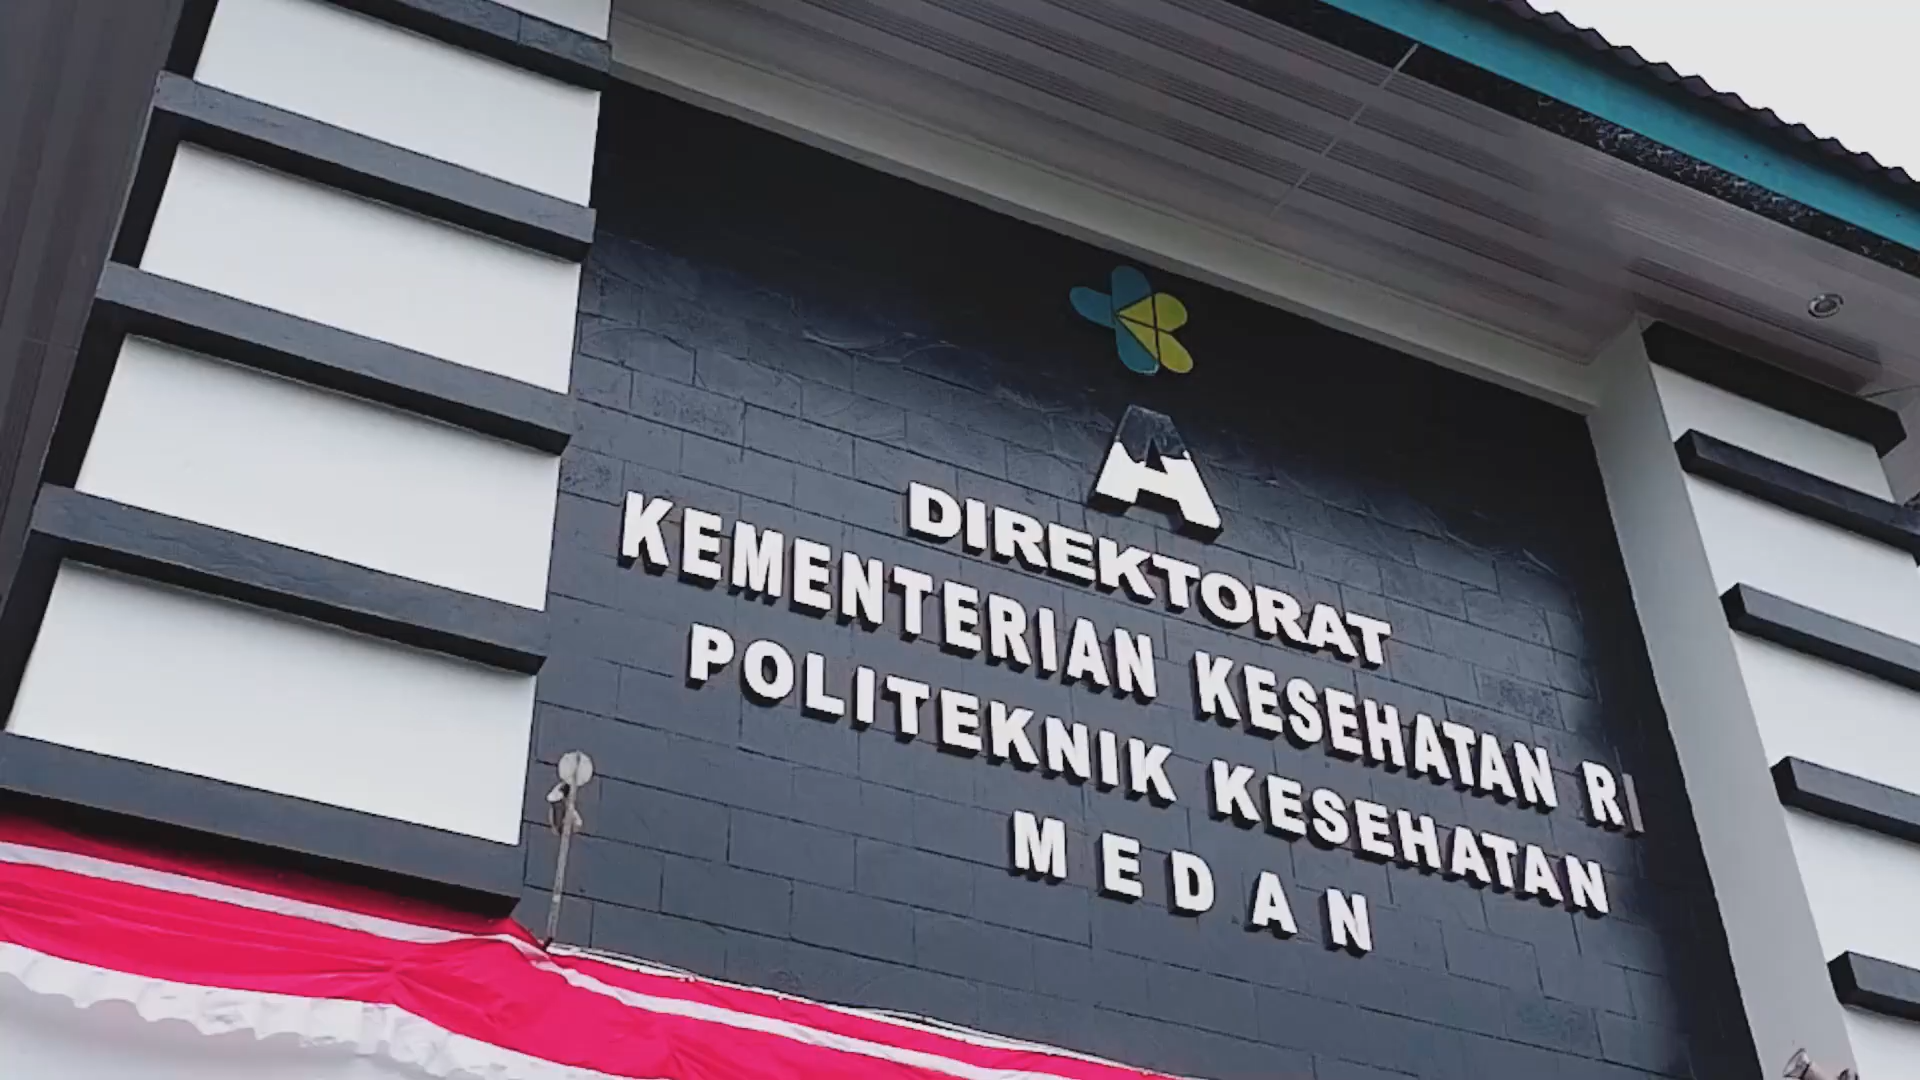 A
DIREKTORAT
KEMENTERIAN KESEHATAN RI
POLITEKNIK KESEHATAN
MEDAN